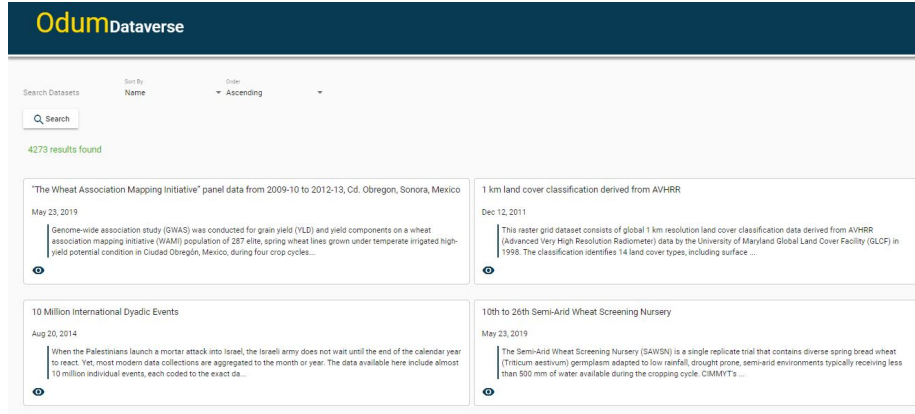 OdumDataverse
Sort By
Order
Search Datasets
Name
Ascending
Search
4273 results found
"The Wheat Association Mapping Initiative" panel data from 2009-10 to 2012-13, Cd. Obregon, Sonora, Mexico
May 23, 2019
Genome-wide association study (GWAS) was conducted for grain yield (YLD) and yield components on a wheat
association mapping initiative (WAMI) population of 287 elite, spring wheat lines grown under temperate irrigated high-
yield potential condition in Ciudad Obregón, Mexico, during four crop cycles...
1 km land cover classification derived from AVHRR
Dec 12, 2011
This raster grid dataset consists of global 1 km resolution land cover classification data derived from AVHRR
(Advanced Very High Resolution Radiometer) data by the University of Maryland Global Land Cover Facility (GLCF) in
1998. The classification identifies 14 land cover types, including surface ...
10 Million International Dyadic Events
Aug 20, 2014
When the Palestinians launch a mortar attack into Israel, the Israeli army does not wait until the end of the calendar year
to react. Yet, most modern data collections are aggregated to the month or year. The data available here include almost
10 million individual events, each coded to the exact da...
10th to 26th Semi-Arid Wheat Screening Nursery
May 23, 2019
The Semi-Arid Wheat Screening Nursery (SAWSN) is a single replicate trial that contains diverse spring bread wheat
(Triticum aestivum) germplasm adapted to low rainfall, drought prone, semi-arid environments typically receiving less
than 500 mm of water available during the cropping cycle. CIMMYT's ...